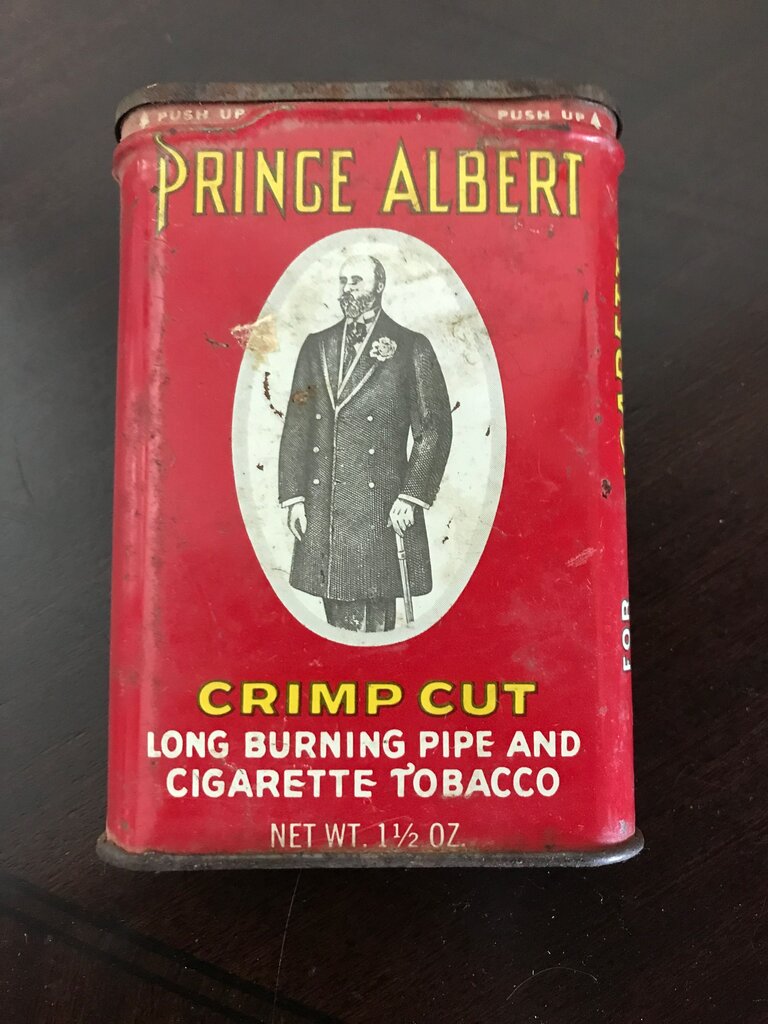 PUSH UP PUSH UP
PRINCE ALBERT
CRIMP CUT
LONG BURNING PIPE AND
CIGARETTE TOBACCO
NET WT. 1½ OZ.
FOR